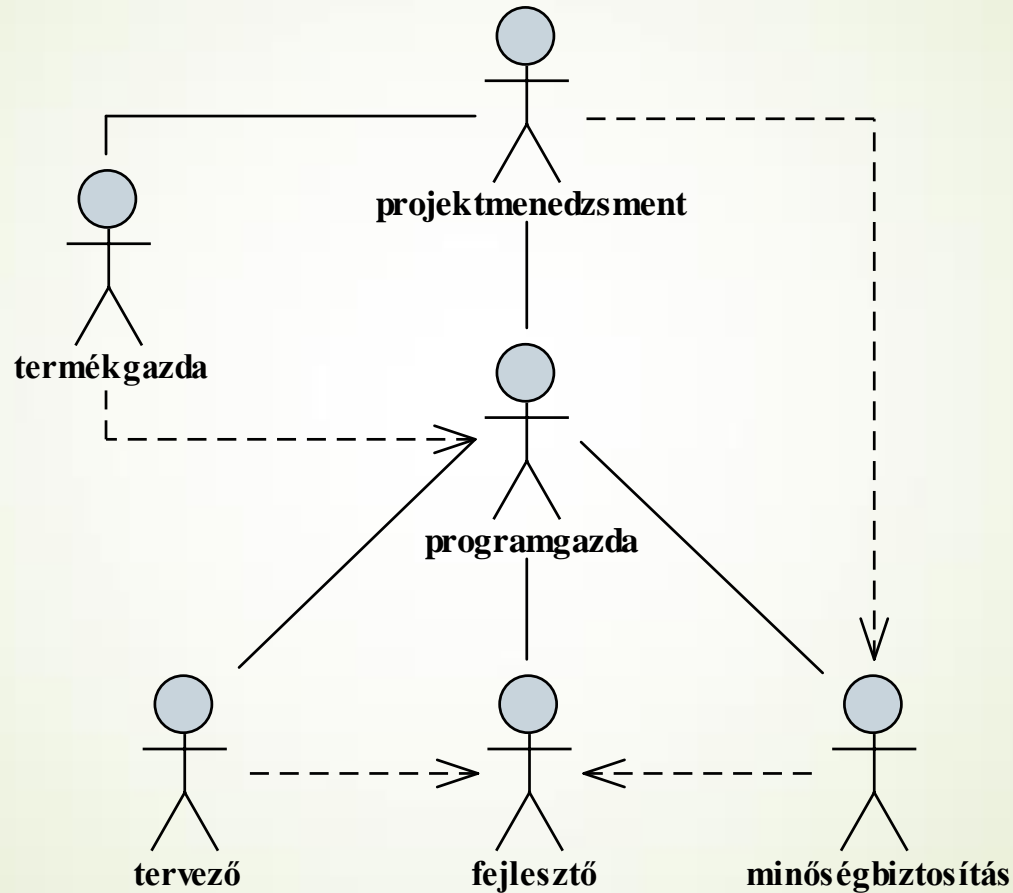 projektmenedzsment
termékgazda
programgazda
tervező
fejlesztő
minőségbiztosítás